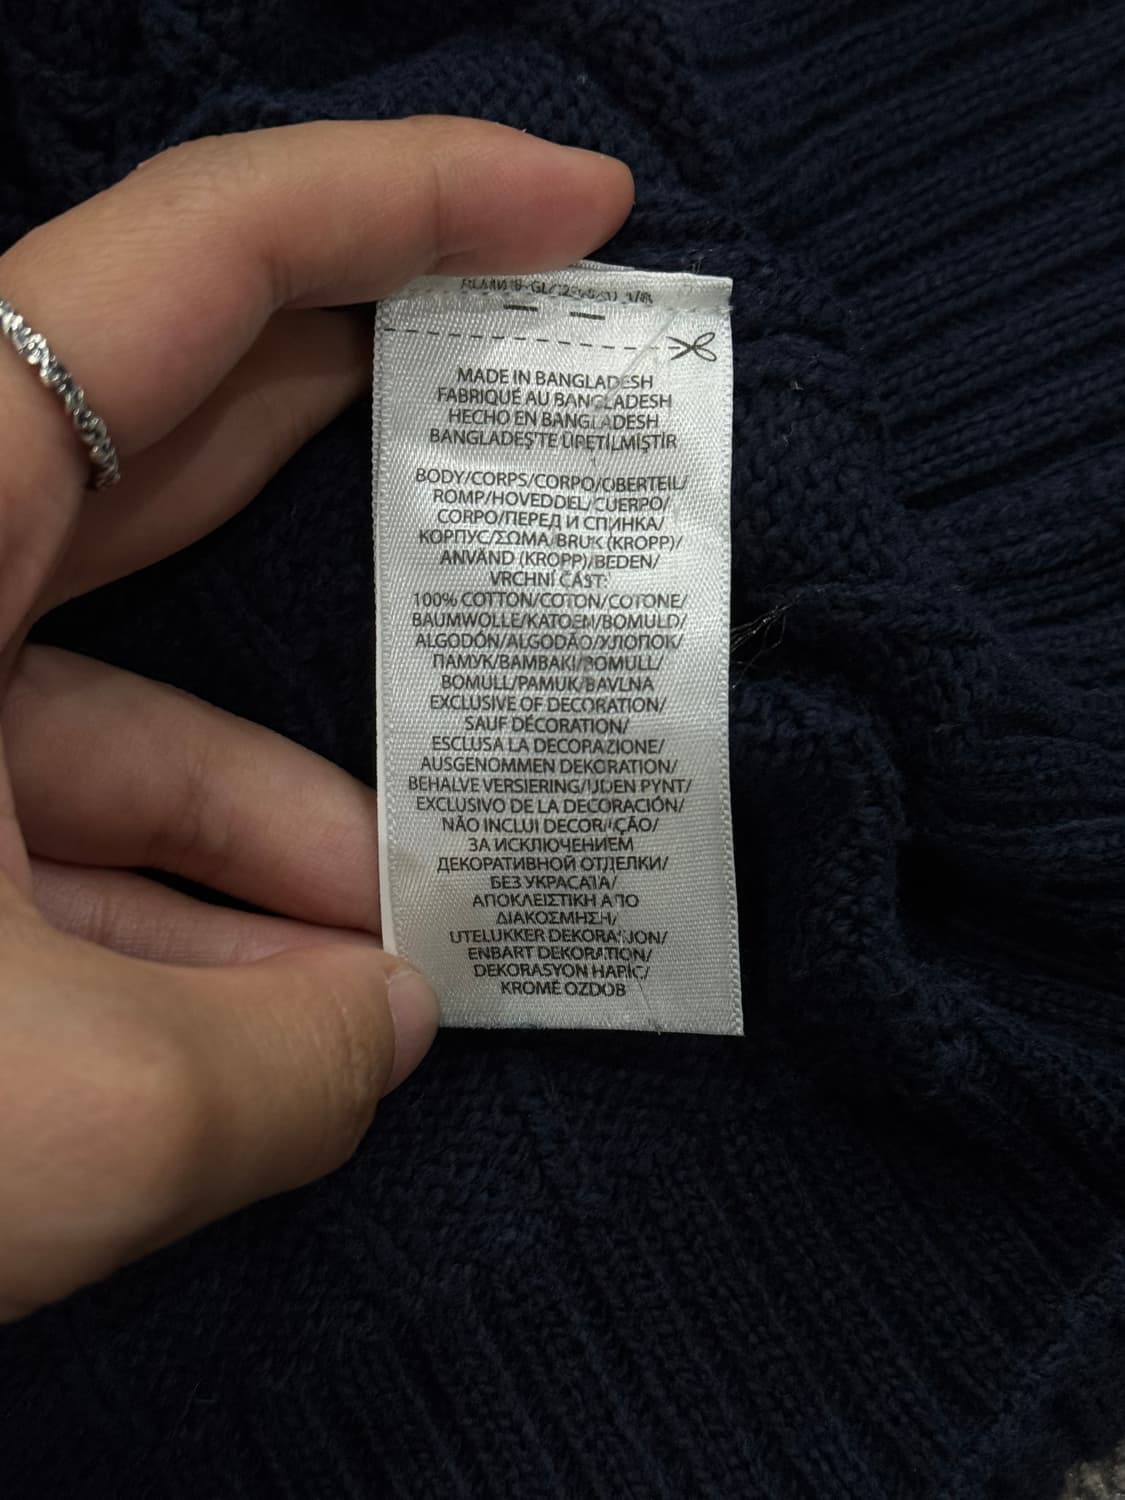 MADE IN BANGLADESH
FABRIQUÉ AU BANGLADESH
HECHO EN BANGLADESH
BANGLADEŞ'TE ÜRETİLMİŞTİR
BODY/CORPS/CORPO/OBERTEIL/
ROMP/HOVEDDEL/CUERPO/
CORPO/ПЕРЕД И СПИНКА/
КОРПУС/ΣΩΜΑ/BRUK (KROPP)/
ANVÄND (KROPP)/BEDEN/
VRCHNÍ ČÁST:
100% COTTON/COTON/COTONE/
BAUMWOLLE/KATOEN/BOMULD/
ALGODÓN/ALGODÃO/ХЛОПОК/
ПАМУК/ΒΑΜΒΑΚΙ/BOMULL/
BOMULL/PAMUK/BAVLNA
EXCLUSIVE OF DECORATION/
SAUF DÉCORATION/
ESCLUSA LA DECORAZIONE/
AUSGENOMMEN DEKORATION/
BEHALVE VERSIERING/UDEN PYNT/
EXCLUSIVO DE LA DECORACIÓN/
NÃO INCLUI DECORAÇÃO/
ЗА ИСКЛЮЧЕНИЕМ
ДЕКОРАТИВНОЙ ОТДЕЛКИ/
БЕЗ УКРАСАТА/
ΑΠΟΚΛΕΙΣΤΙΚΗ ΑΠΟ
ΔΙΑΚΟΣΜΗΣΗ/
UTELUKKER DEKORASJON/
ENBART DEKORATION/
DEKORASYON HARİÇ/
KROMĚ OZDOB